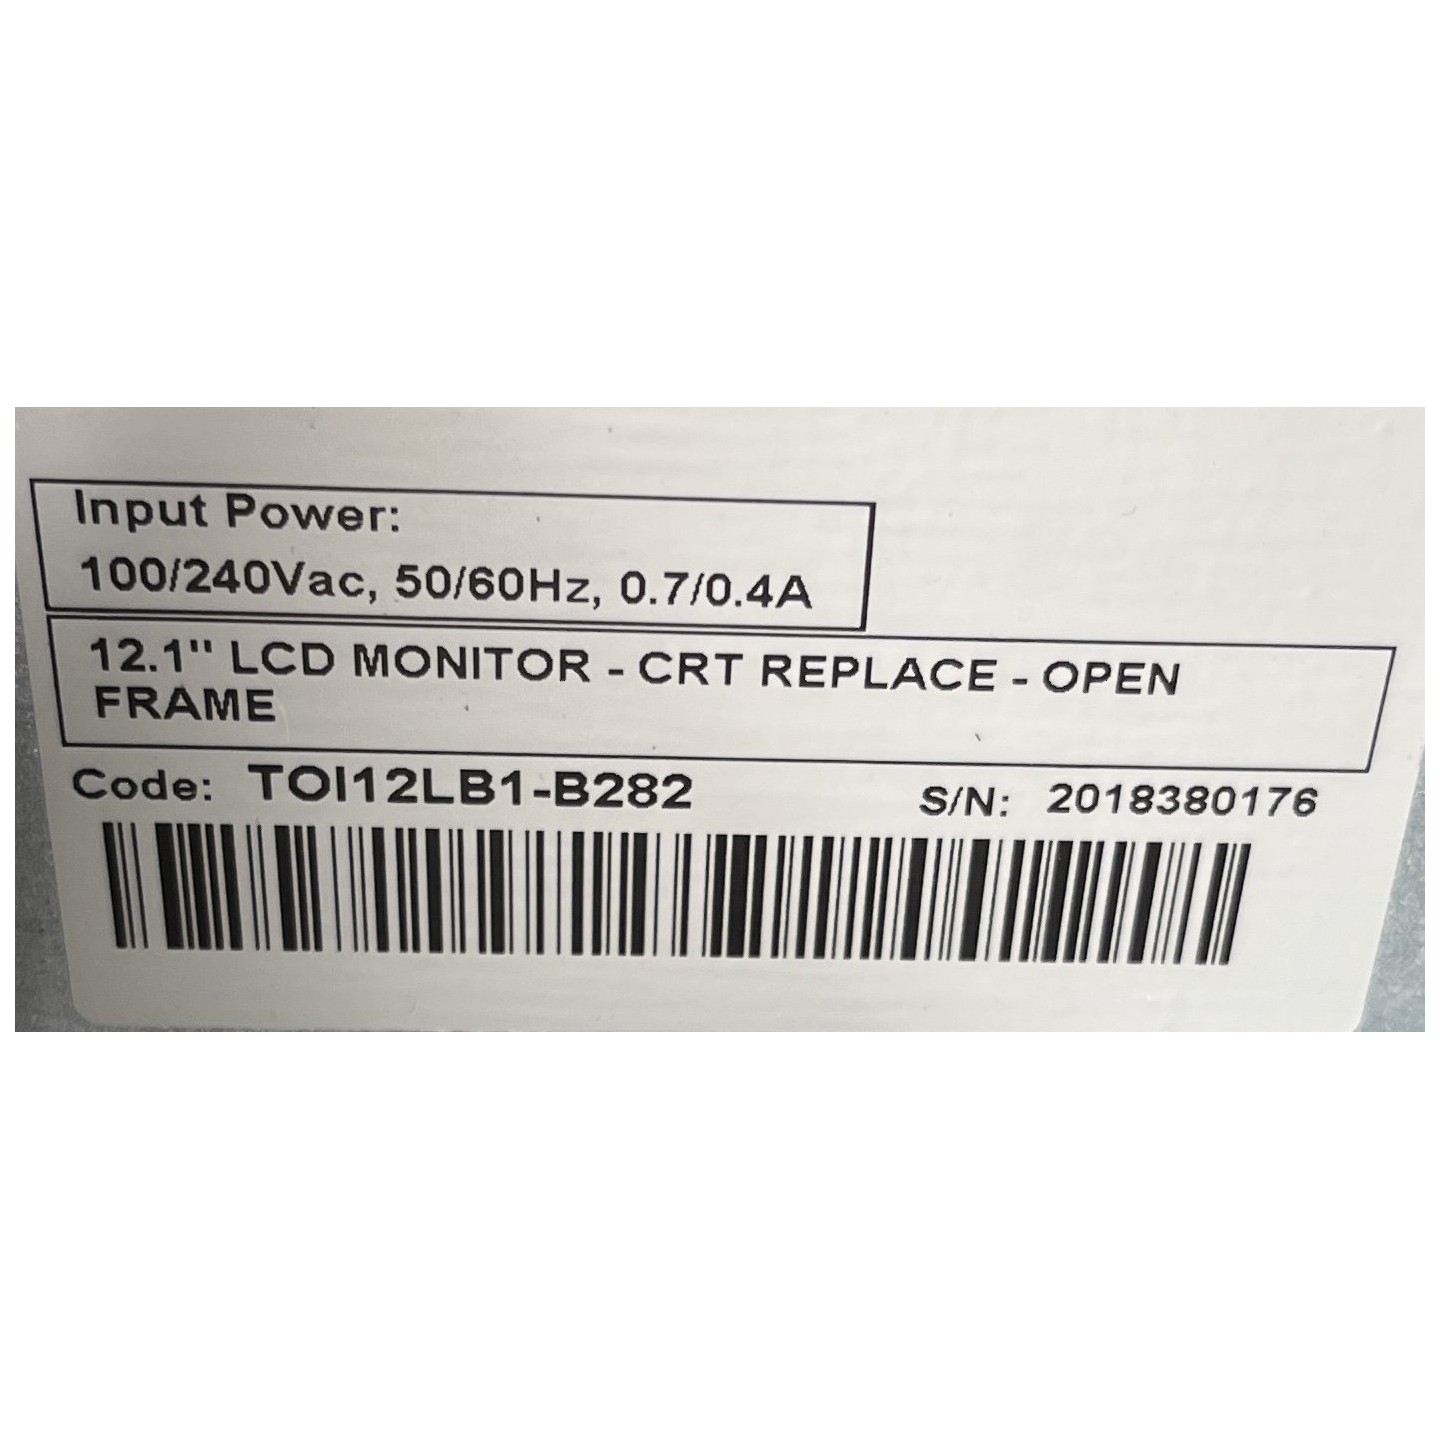 Input Power:
100/240Vac, 50/60Hz, 0.7/0.4A
12.1" LCD MONITOR - CRT REPLACE - OPEN
FRAME
Code: TOI12LB1-B282
S/N: 2018380176